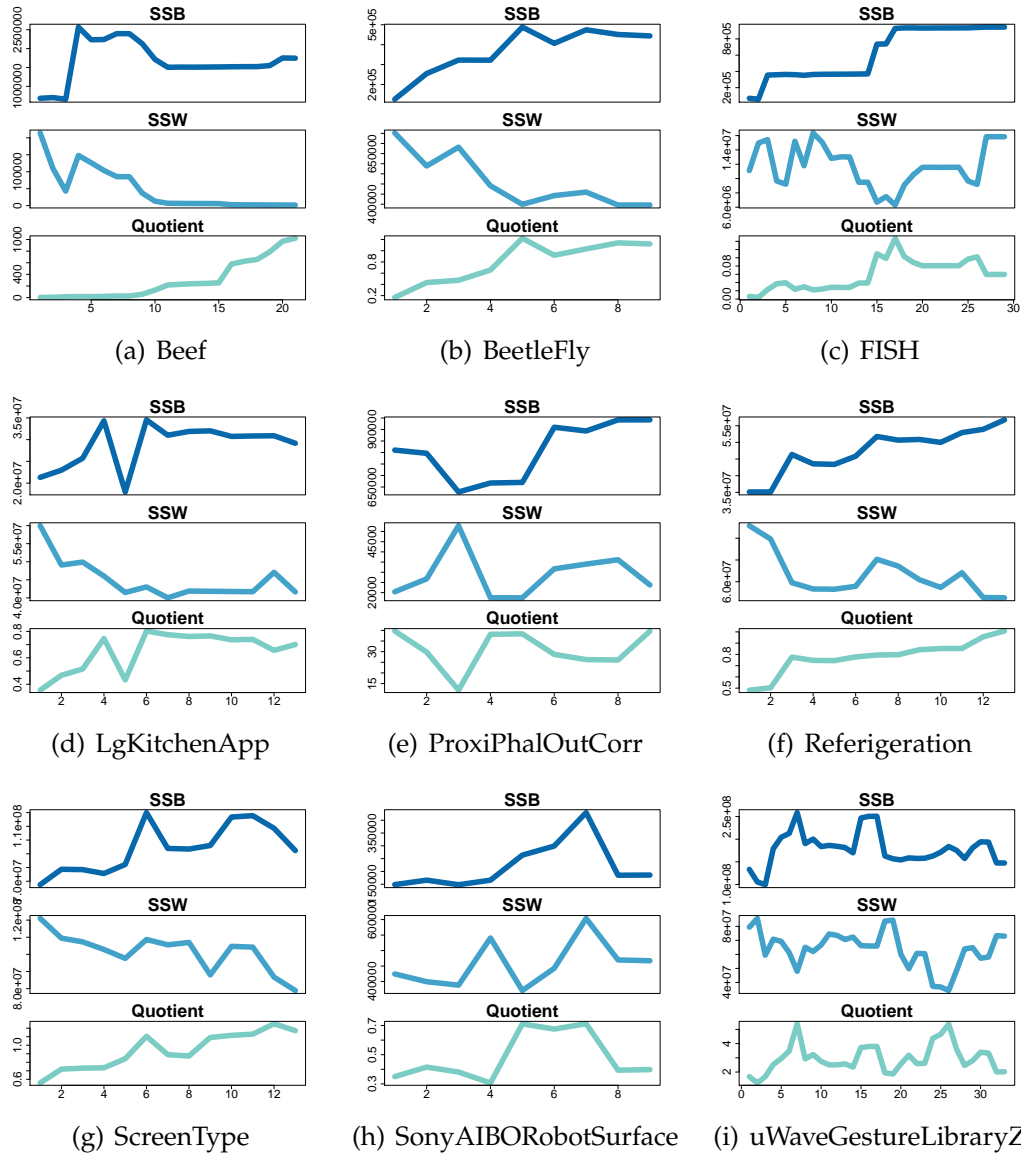 SSB SSB SSB
1000000 2500000 2e+05 5e+05 2e+05 8e+05
SSW SSW SSW
0 100000 400000 650000 6.0e+06 1.4e+07
Quotient Quotient Quotient
0 400 1000 0.2 0.8 0.00 0.08
5 10 15 20 2 4 6 8 0 5 10 15 20 25 30
(a) Beef (b) BeetleFly (c) FISH
SSB SSB SSB
2.0e+07 3.5e+07 650000 900000 3.5e+07 5.5e+07
SSW SSW SSW
4.0e+07 5.5e+07 20000 45000 6.0e+07
Quotient Quotient Quotient
0.4 0.6 0.8 15 30 0.5 0.8
2 4 6 8 10 12 2 4 6 8 2 4 6 8 10 12
(d) LgKitchenApp (e) ProxiPhalOutCorr (f) Referigeration
SSB SSB SSB
7.0e+07 1.1e+08 150000 350000 1.0e+08 2.5e+08
SSW SSW SSW
8.0e+07 1.2e+08 400000 600000 4e+07 8e+07
Quotient Quotient Quotient
0.6 1.0 0.3 0.5 0.7 2 4
2 4 6 8 10 12 2 4 6 8 0 5 10 15 20 25 30
(g) ScreenType (h) SonyAIBORobotSurface (i) uWaveGestureLibraryZ